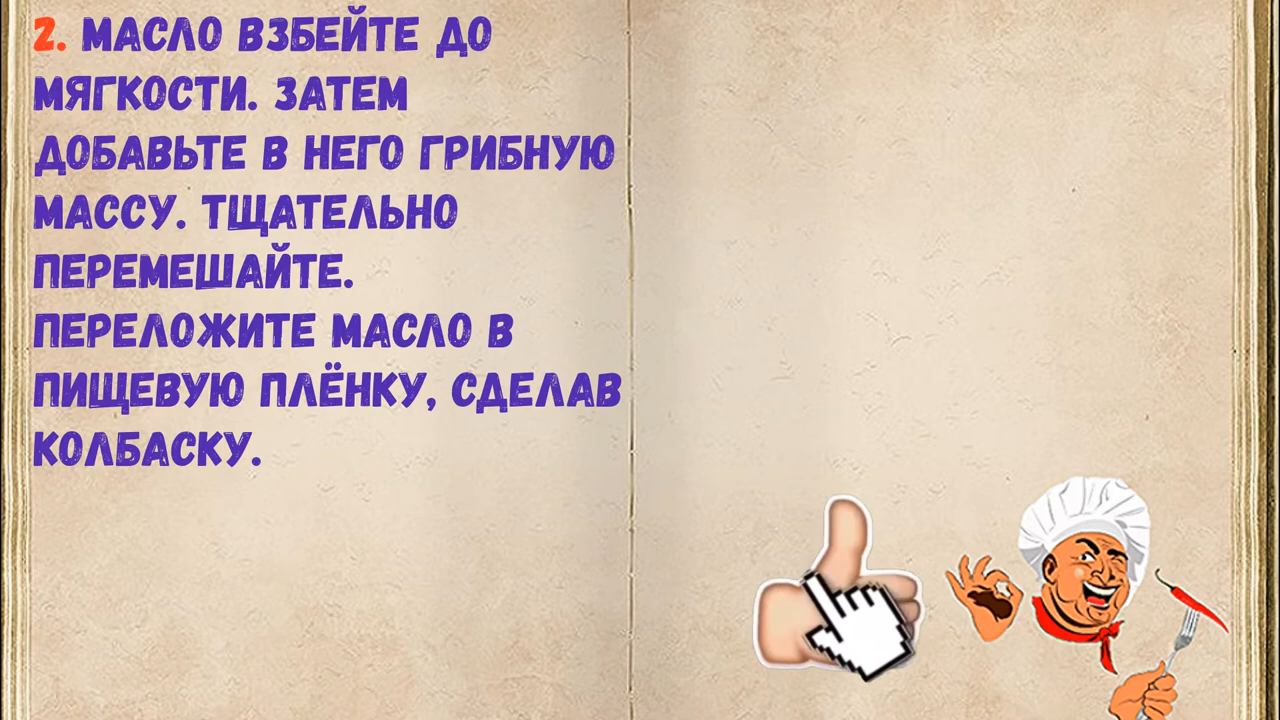 2. МАСЛО ВЗБЕЙТЕ ДО
МЯГКОСТИ. ЗАТЕМ
ДОБАВЬТЕ В НЕГО ГРИБНУЮ
МАССУ. ТЩАТЕЛЬНО
ПЕРЕМЕШАЙТЕ.
ПЕРЕЛОЖИТЕ МАСЛО В
ПИЩЕВУЮ ПЛЁНКУ, СДЕЛАВ
КОЛБАСКУ.